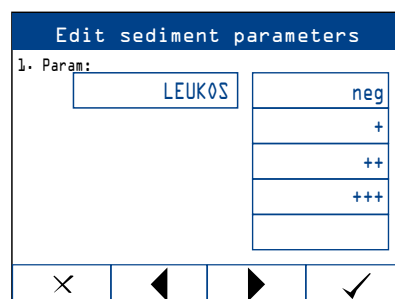 Edit sediment parameters
1. Param:
LEUKOS neg
+
++
+++